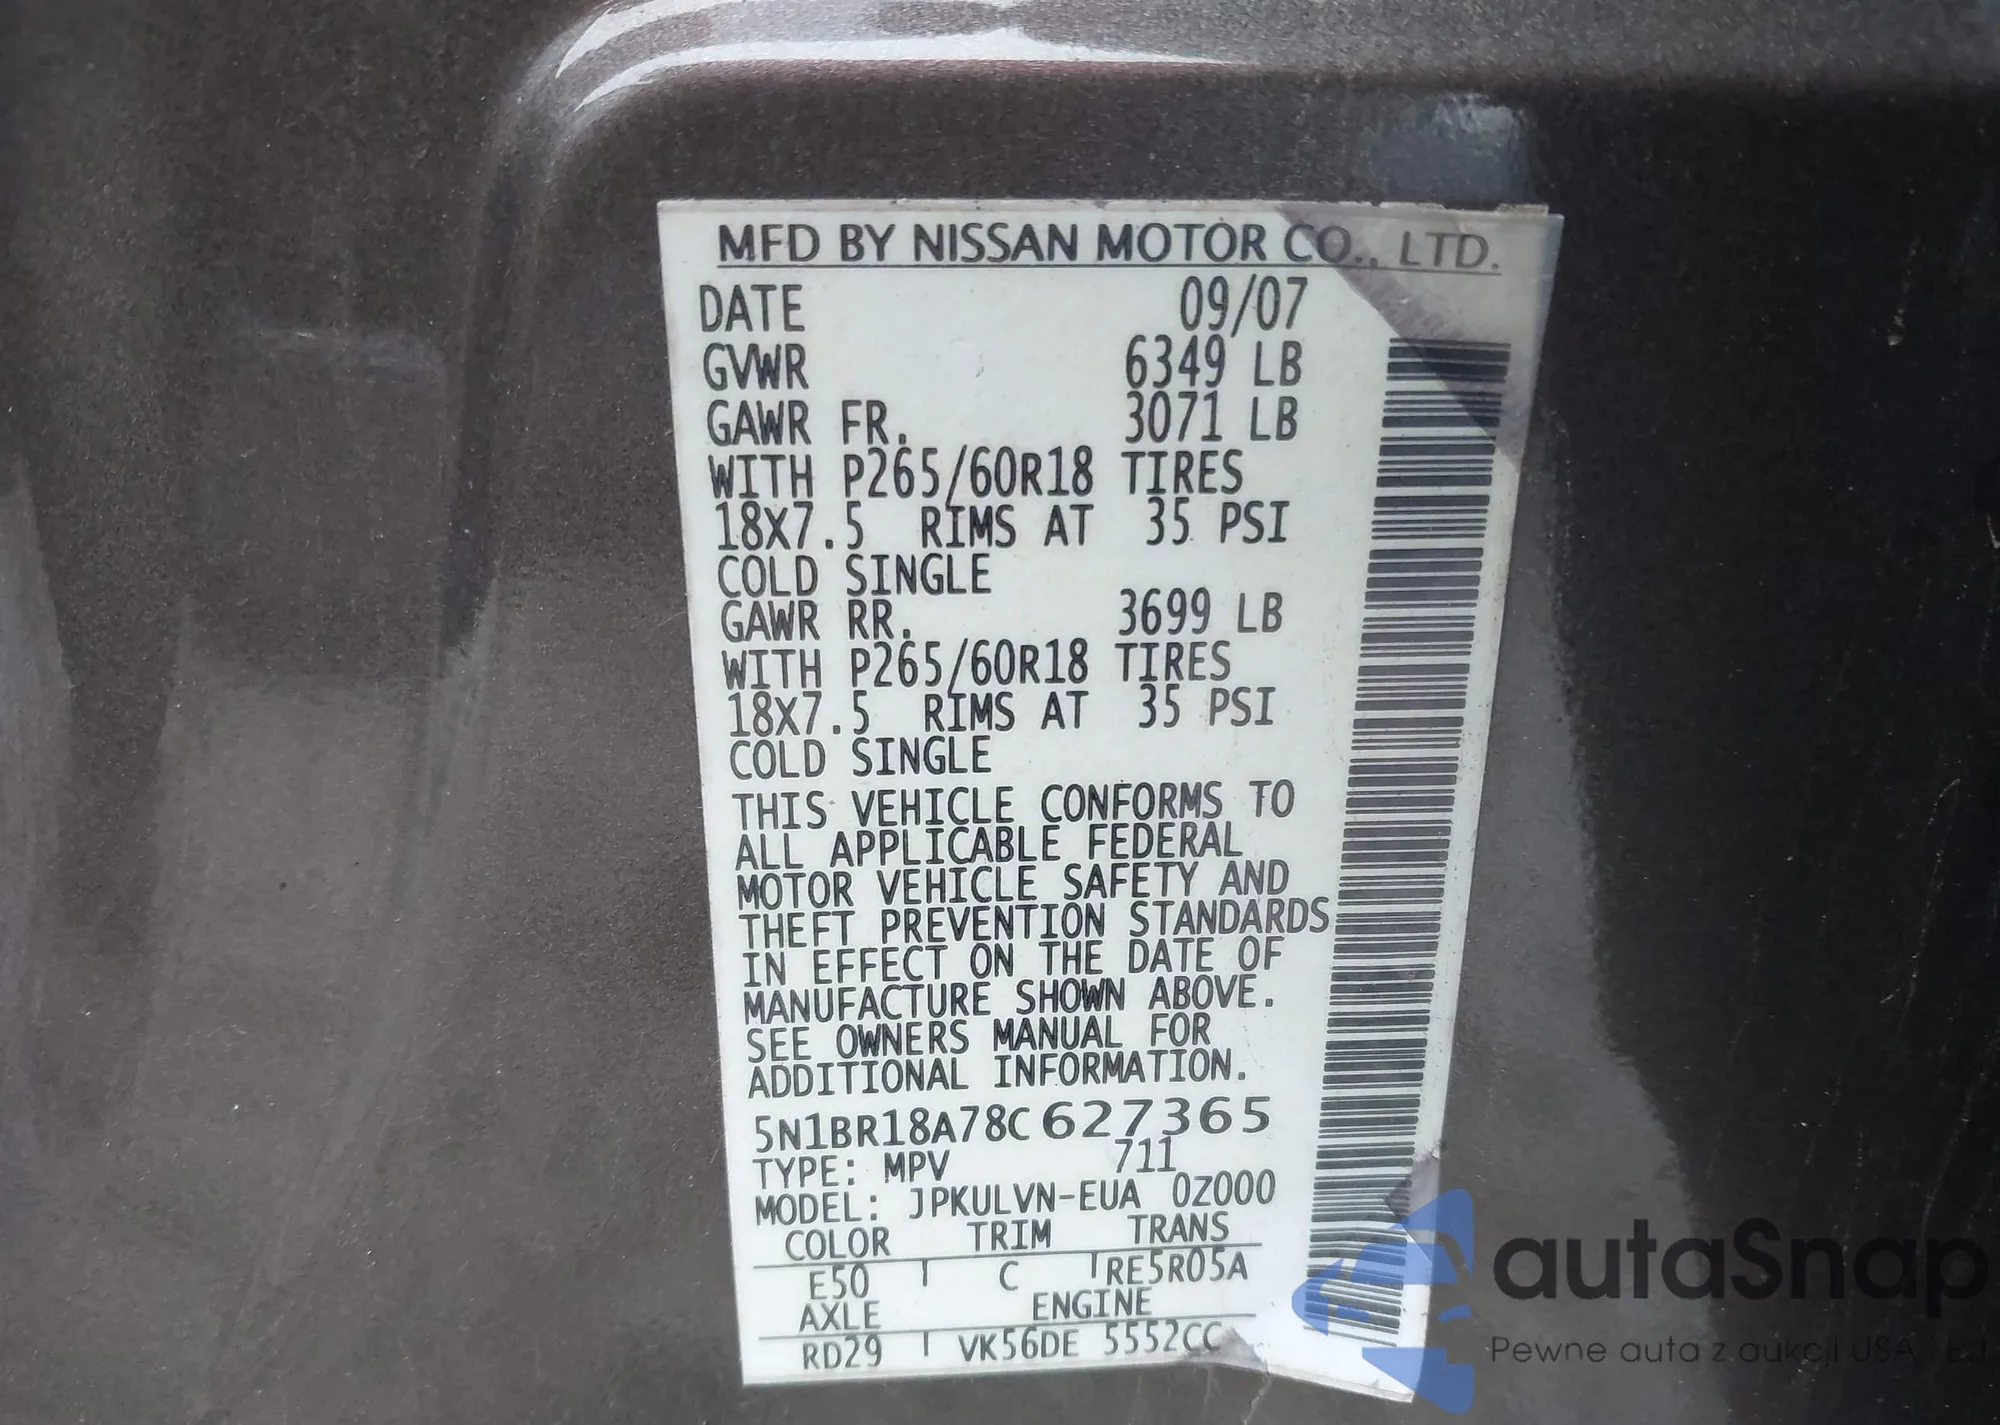 MFD BY NISSAN MOTOR CO., LTD.
DATE 09/07
GVWR 6349 LB
GAWR FR. 3071 LB
WITH P265/60R18 TIRES
18X7.5 RIMS AT 35 PSI
COLD SINGLE
GAWR RR. 3699 LB
WITH P265/60R18 TIRES
18X7.5 RIMS AT 35 PSI
COLD SINGLE
THIS VEHICLE CONFORMS TO
ALL APPLICABLE FEDERAL
MOTOR VEHICLE SAFETY AND
THEFT PREVENTION STANDARDS
IN EFFECT ON THE DATE OF
MANUFACTURE SHOWN ABOVE.
SEE OWNERS MANUAL FOR
ADDITIONAL INFORMATION.
5N1BR18A78C627365
TYPE: MPV 711
MODEL: JPKULVN-EUA 0Z000
COLOR TRIM TRANS
E50 C RE5R05A
AXLE ENGINE
RD29 VK56DE 5552CC
autaSnap
Pewne auta z aukcji USA, EU